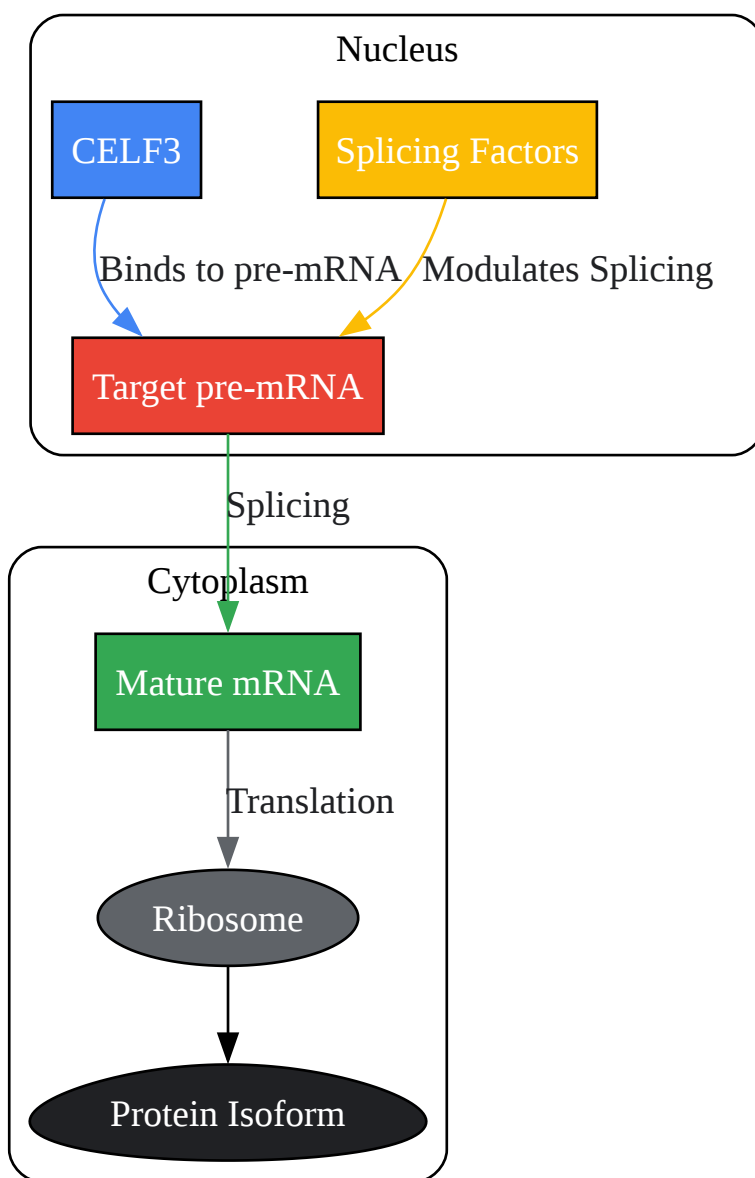 Nucleus
CELF3
Splicing Factors
Binds to pre-mRNA
Modulates Splicing
Target pre-mRNA
Splicing
Cytoplasm
Mature mRNA
Translation
Ribosome
Protein Isoform